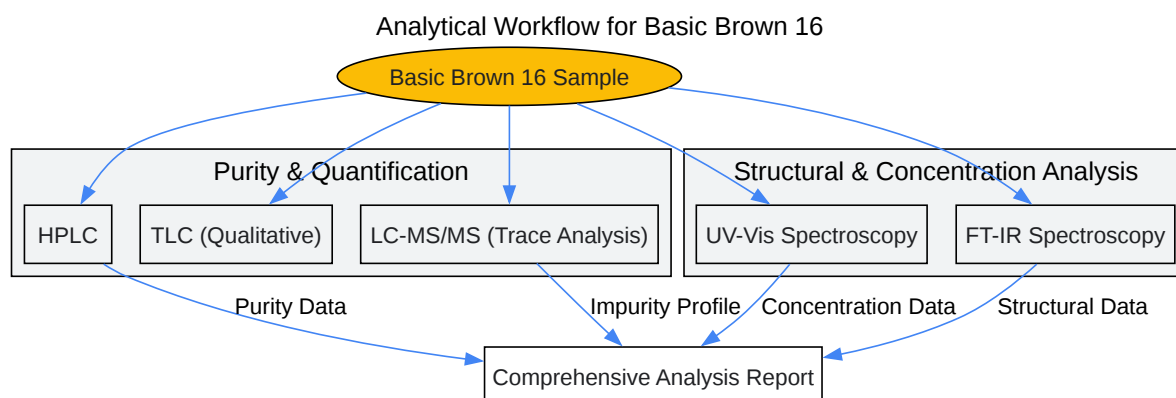 Analytical Workflow for Basic Brown 16
Basic Brown 16 Sample
Purity & Quantification
Structural & Concentration Analysis
HPLC
TLC (Qualitative)
LC-MS/MS (Trace Analysis)
UV-Vis Spectroscopy
FT-IR Spectroscopy
Purity Data
Impurity Profile
Concentration Data
Structural Data
Comprehensive Analysis Report